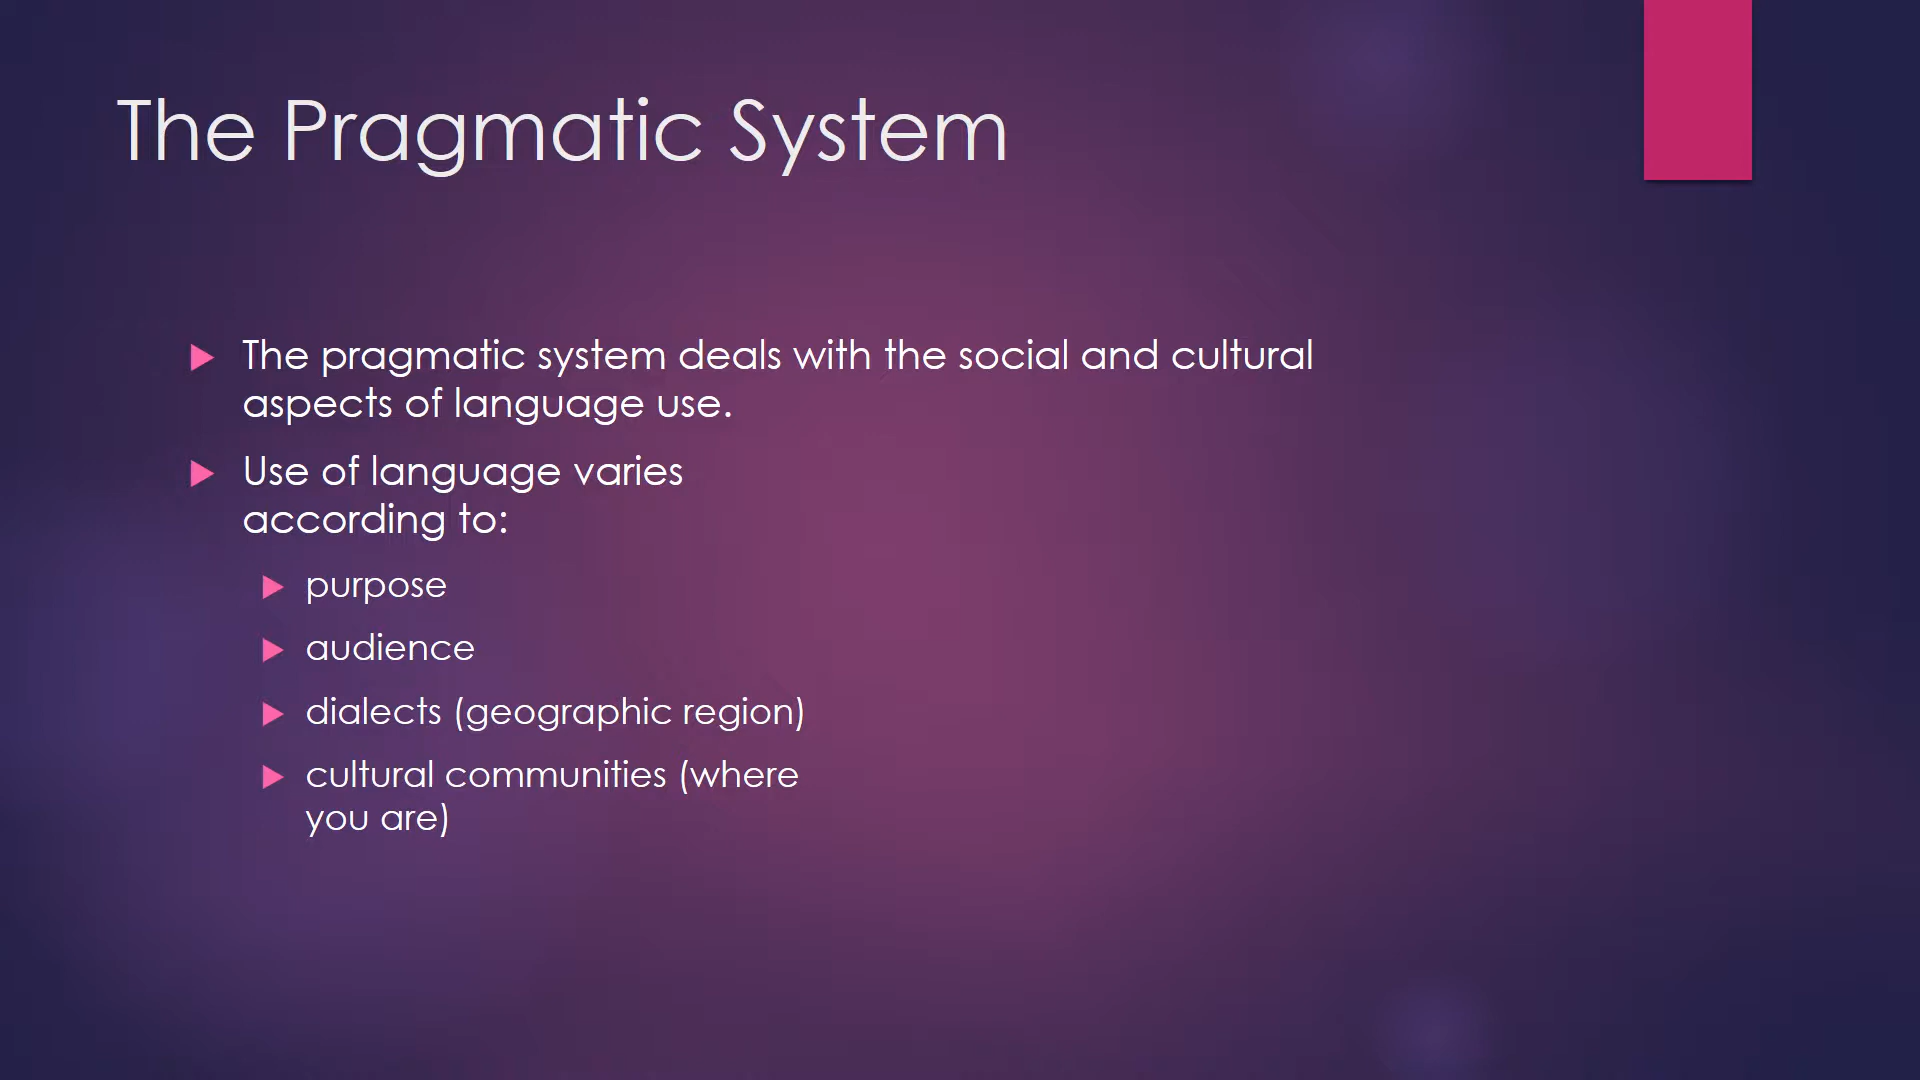 The Pragmatic System
The pragmatic system deals with the social and cultural
aspects of language use.
Use of language varies
according to:
purpose
audience
dialects (geographic region)
cultural communities (where
you are)